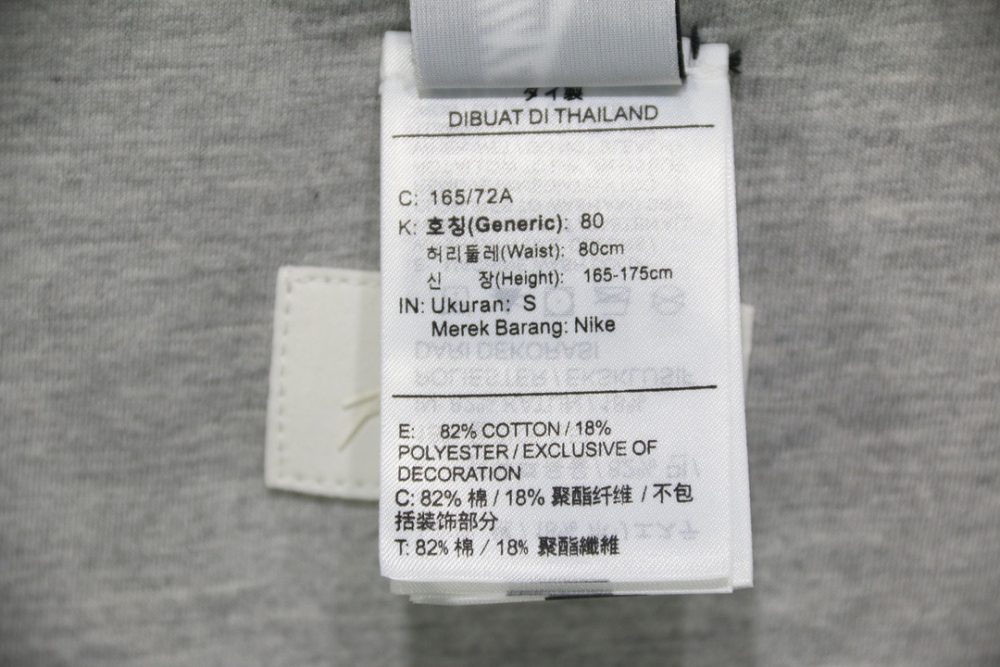 タイ製
DIBUAT DI THAILAND
C: 165/72A
K: 호칭(Generic): 80
허리둘레(Waist): 80cm
신 장(Height): 165-175cm
IN: Ukuran: S
Merek Barang: Nike
E: 82% COTTON / 18%
POLYESTER / EXCLUSIVE OF
DECORATION
C: 82% 棉 / 18% 聚酯纤维 / 不包
括装饰部分
T: 82% 棉 / 18% 聚酯纖維